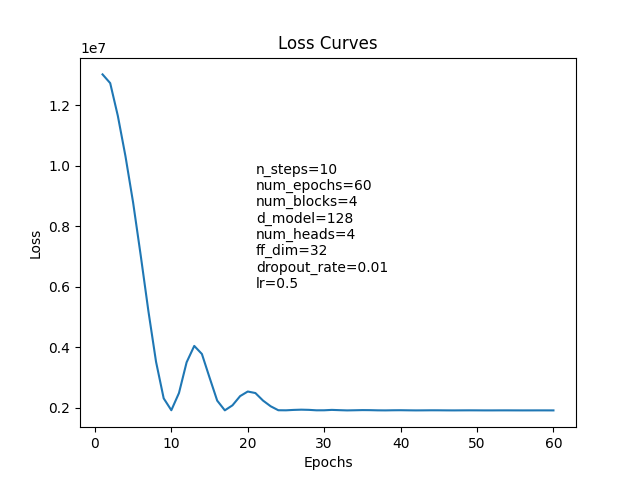 Loss Curves
1e7
1.2
1.0
0.8
0.6
0.4
0.2
Loss
n_steps=10
num_epochs=60
num_blocks=4
d_model=128
num_heads=4
ff_dim=32
dropout_rate=0.01
lr=0.5
0 10 20 30 40 50 60
Epochs